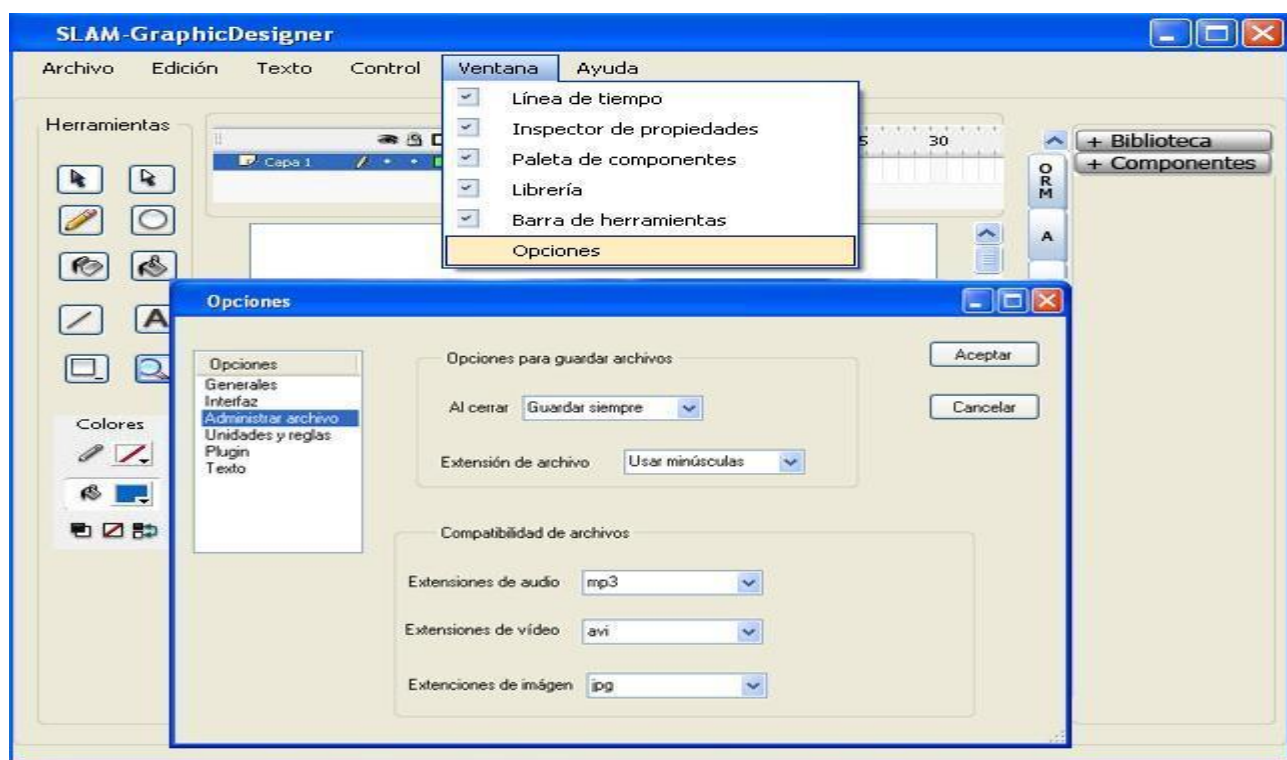 SLAM-GraphicDesigner
Archivo Edición Texto Control Ventana Ayuda
Línea de tiempo
Inspector de propiedades
Paleta de componentes
Librería
Barra de herramientas
Opciones
Herramientas
Capa 1
5 30
O
R
M
A
+ Biblioteca
+ Componentes
A
Colores
Opciones
Opciones
Generales
Interfaz
Administrar archivo
Unidades y reglas
Plugin
Texto
Opciones para guardar archivos
Al cerrar Guardar siempre
Extensión de archivo Usar minúsculas
Aceptar
Cancelar
Compatibilidad de archivos
Extensiones de audio mp3
Extensiones de vídeo avi
Extenciones de imágen jpg